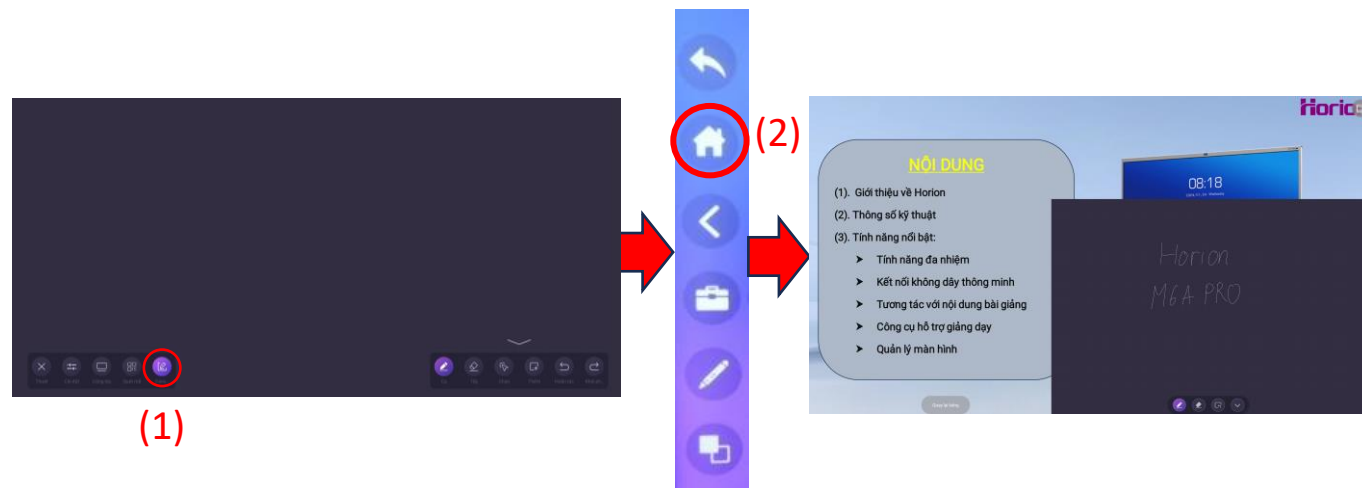 (1)
(2)
NỘI DUNG
(1). Giới thiệu về Horion
(2). Thông số kỹ thuật
(3). Tính năng nổi bật:
➤ Tính năng đa nhiệm
➤ Kết nối không dây thông minh
➤ Tương tác với nội dung bài giảng
➤ Công cụ hỗ trợ giảng dạy
➤ Quản lý màn hình
08:18
Horion
M6A PRO